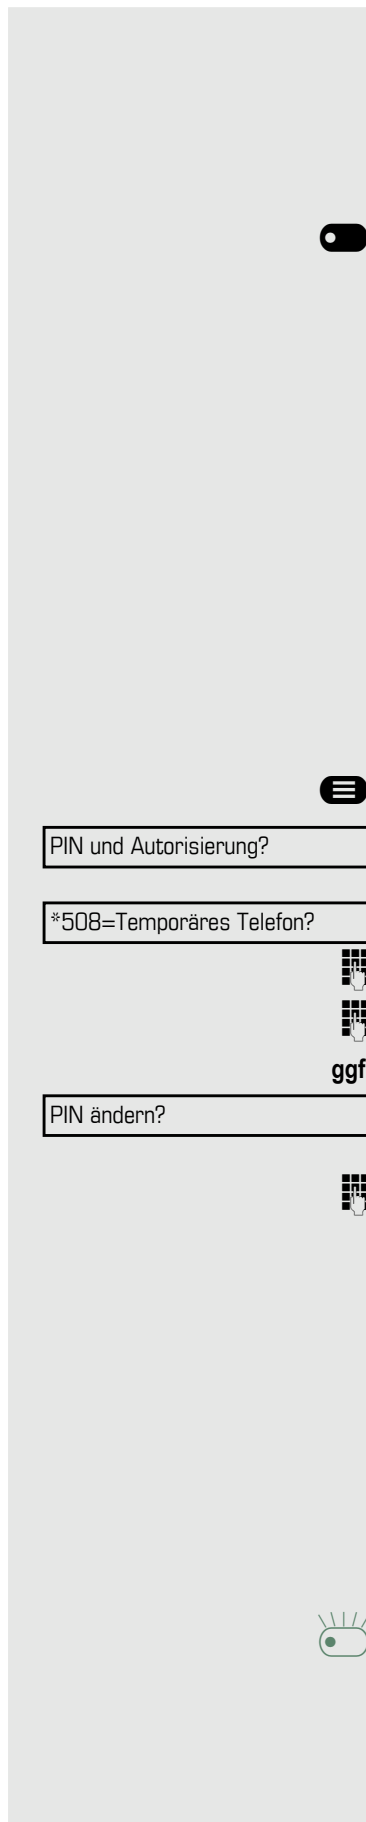 PIN und Autorisierung?
*508=Temporäres Telefon?
ggf
PIN ändern?